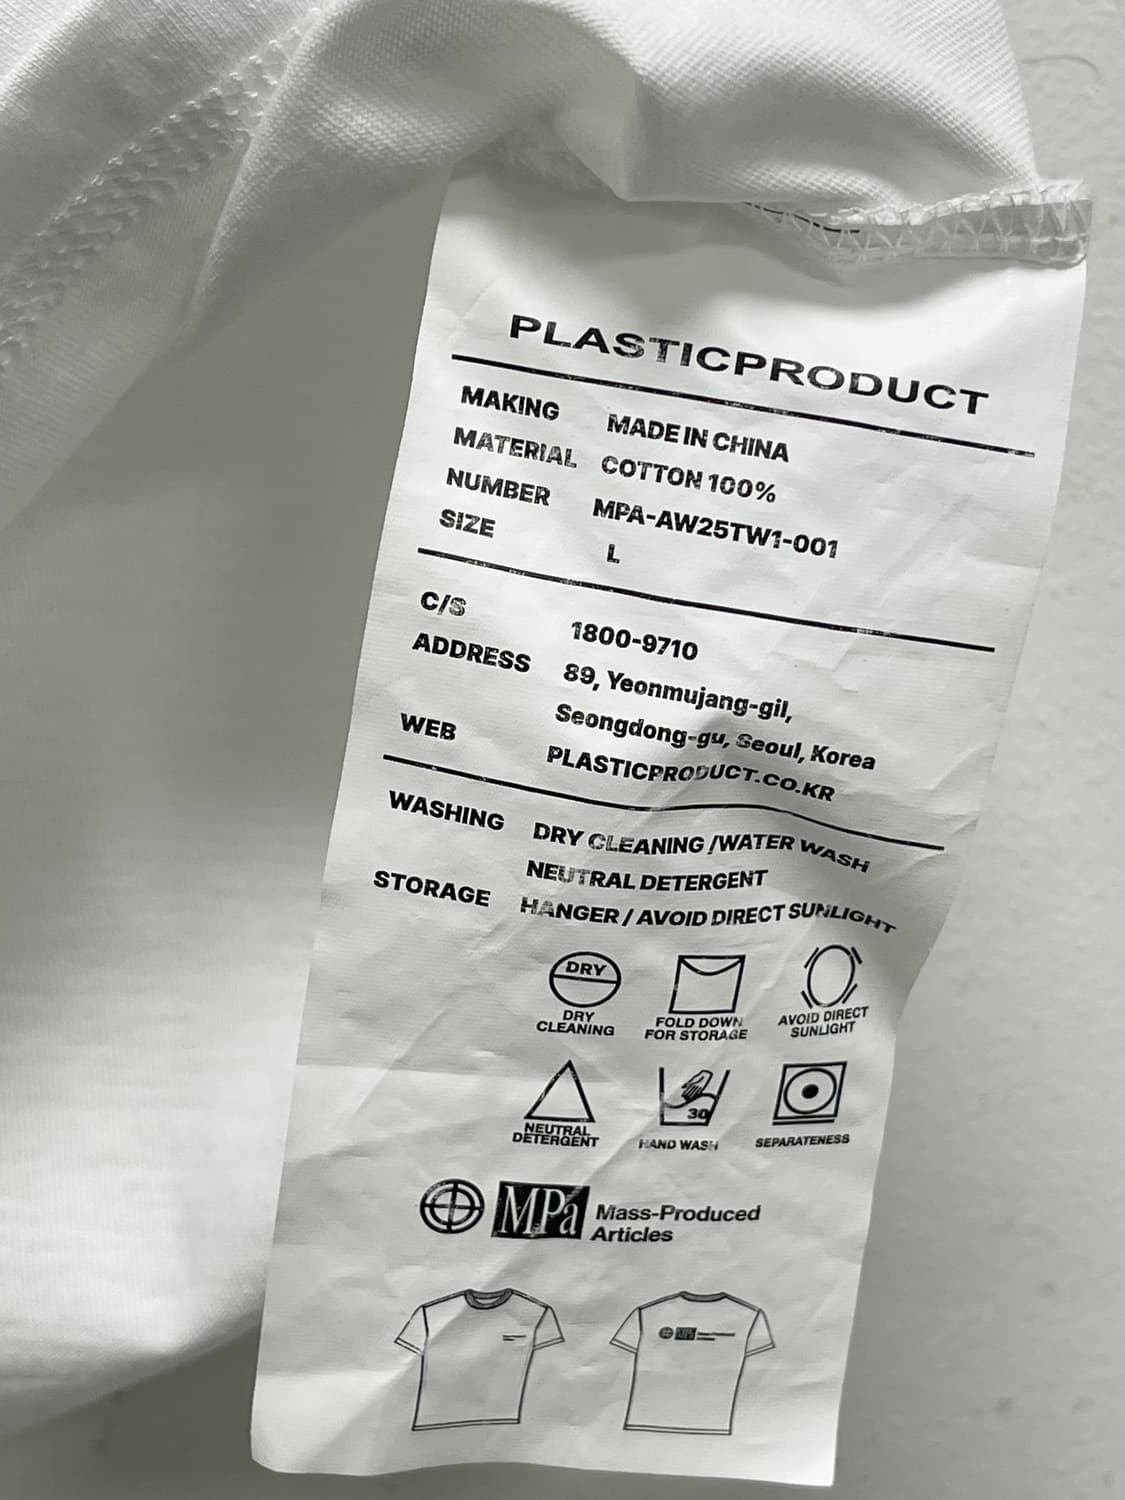 PLASTICPRODUCT
MAKING MADE IN CHINA
MATERIAL COTTON 100%
NUMBER MPA-AW25TW1-001
SIZE L
C/S 1800-9710
ADDRESS 89, Yeonmujang-gil,
Seongdong-gu, Seoul, Korea
WEB PLASTICPRODUCT.CO.KR
WASHING DRY CLEANING /WATER WASH
NEUTRAL DETERGENT
STORAGE HANGER / AVOID DIRECT SUNLIGHT
DRY
DRY
CLEANING
FOLD DOWN
FOR STORAGE
AVOID DIRECT
SUNLIGHT
NEUTRAL
DETERGENT
30
HAND WASH
SEPARATENESS
MPa Mass-Produced
Articles